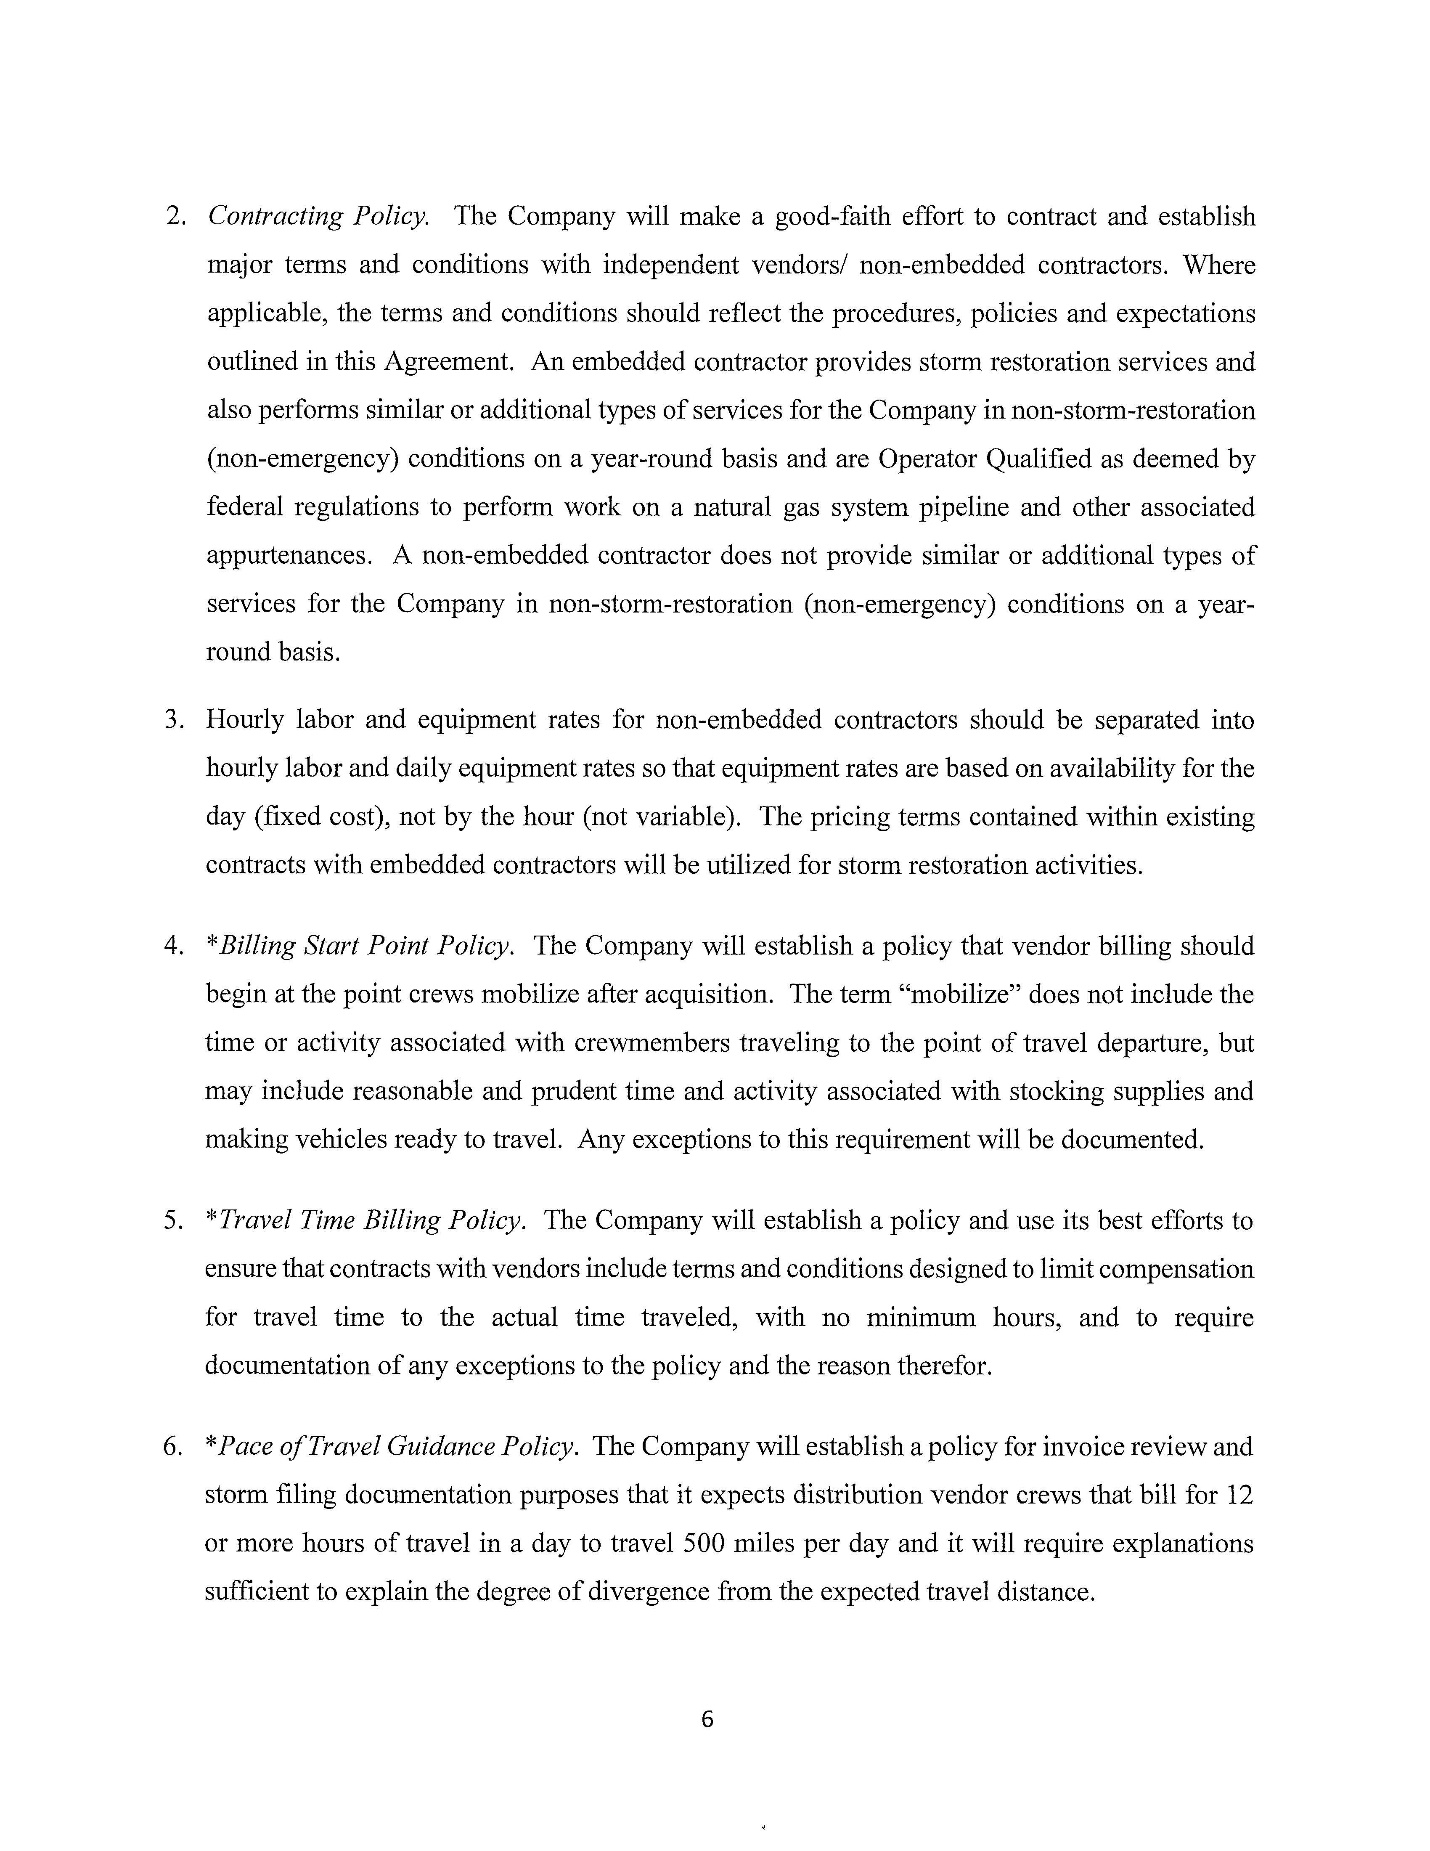 2. Contracting Policy. The Company will make a good-faith effort to contract and establish
major terms and conditions with independent vendors/ non-embedded contractors. Where
applicable, the terms and conditions should reflect the procedures, policies and expectations
outlined in this Agreement. An embedded contractor provides storm restoration services and
also performs similar or additional types of services for the Company in non-storm-restoration
(non-emergency) conditions on a year-round basis and are Operator Qualified as deemed by
federal regulations to perform work on a natural gas system pipeline and other associated
appurtenances. A non-embedded contractor does not provide similar or additional types of
services for the Company in non-storm-restoration (non-emergency) conditions on a year-
round basis.
3. Hourly labor and equipment rates for non-embedded contractors should be separated into
hourly labor and daily equipment rates so that equipment rates are based on availability for the
day (fixed cost), not by the hour (not variable). The pricing terms contained within existing
contracts with embedded contractors will be utilized for storm restoration activities.
4. *Billing Start Point Policy. The Company will establish a policy that vendor billing should
begin at the point crews mobilize after acquisition. The term “mobilize” does not include the
time or activity associated with crewmembers traveling to the point of travel departure, but
may include reasonable and prudent time and activity associated with stocking supplies and
making vehicles ready to travel. Any exceptions to this requirement will be documented.
5. *Travel Time Billing Policy. The Company will establish a policy and use its best efforts to
ensure that contracts with vendors include terms and conditions designed to limit compensation
for travel time to the actual time traveled, with no minimum hours, and to require
documentation of any exceptions to the policy and the reason therefor.
6. *Pace of Travel Guidance Policy. The Company will establish a policy for invoice review and
storm filing documentation purposes that it expects distribution vendor crews that bill for 12
or more hours of travel in a day to travel 500 miles per day and it will require explanations
sufficient to explain the degree of divergence from the expected travel distance.
6